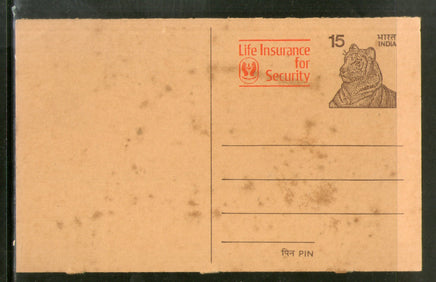 Life Insurance
for
Security
15 भारत
INDIA
पिन PIN